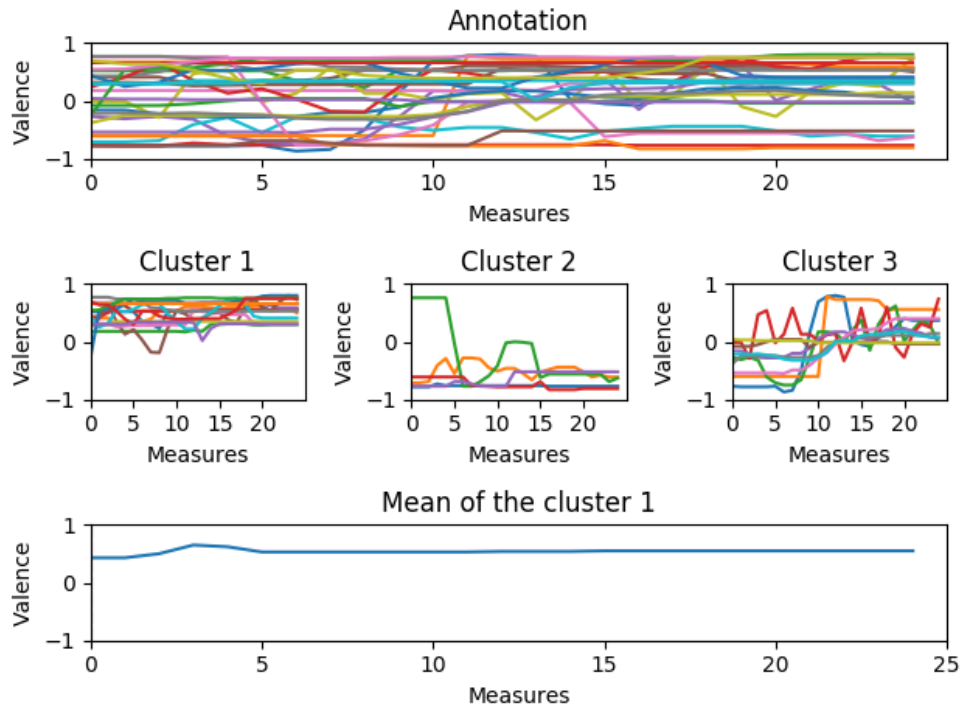 Annotation
Valence
1
0
−1
0 5 10 15 20
Measures
Cluster 1 Cluster 2 Cluster 3
Valence Valence Valence
1 1 1
0 0 0
−1 −1 −1
0 5 10 15 20 0 5 10 15 20 0 5 10 15 20
Measures Measures Measures
Mean of the cluster 1
Valence
1
0
−1
0 5 10 15 20 25
Measures